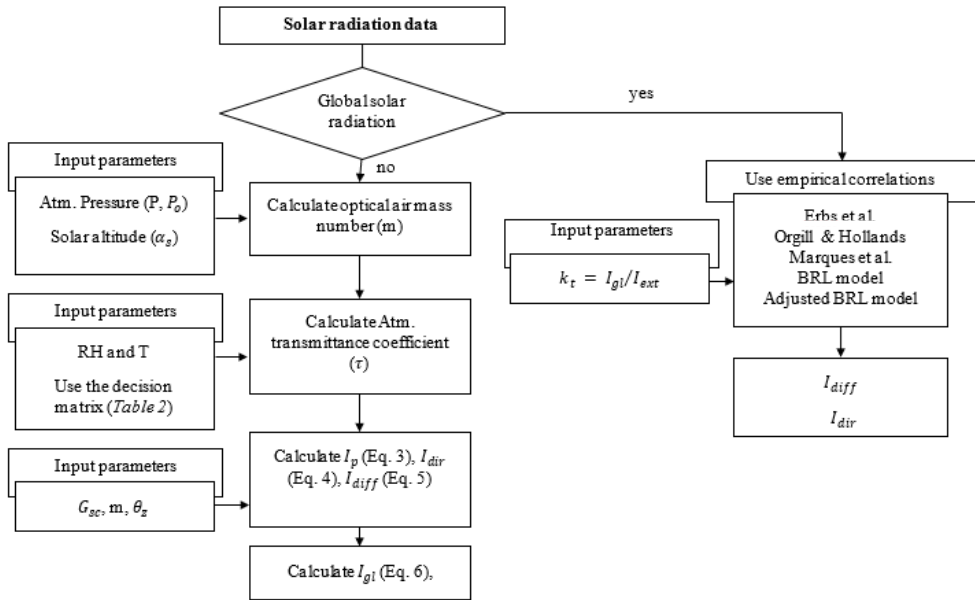 Solar radiation data
Global solar
radiation
yes
no
Input parameters
Atm. Pressure (P, Pₒ)
Solar altitude (αₛ)
Calculate optical air mass
number (m)
Input parameters
RH and T
Use the decision
matrix (Table 2)
Calculate Atm.
transmittance coefficient
(τ)
Input parameters
G_sc, m, θ_z
Calculate I_p (Eq. 3), I_dir
(Eq. 4), I_diff (Eq. 5)
Calculate I_gl (Eq. 6),
Use empirical correlations
Input parameters
k_t = I_gl/I_ext
Erbs et al.
Orgill & Hollands
Marques et al.
BRL model
Adjusted BRL model
I_diff
I_dir